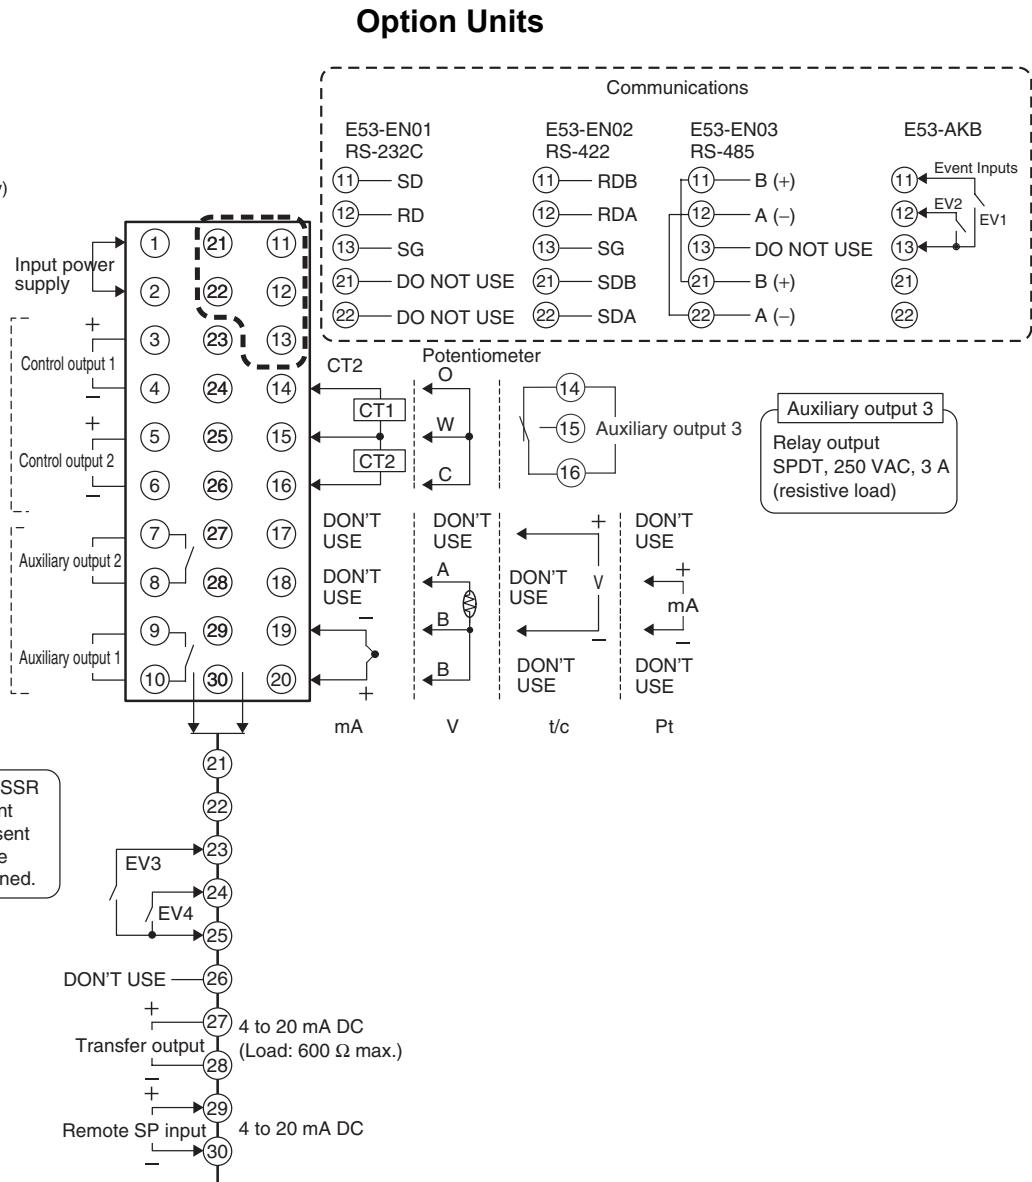 Option Units
Communications
E53-EN01
RS-232C
11 SD
12 RD
13 SG
21 DO NOT USE
22 DO NOT USE
E53-EN02
RS-422
11 RDB
12 RDA
13 SG
21 SDB
22 SDA
E53-EN03
RS-485
11 B (+)
12 A (−)
13 DO NOT USE
21 B (+)
22 A (−)
E53-AKB
11 Event Inputs
12 EV2
EV1
13
21
22
)
Input power
supply
+
Control output 1
−
+
Control output 2
−
Auxiliary output 2
Auxiliary output 1
1 21 11
2 22 12
3 23 13
4 24 14
5 25 15
6 26 16
7 27 17
8 28 18
9 29 19
10 30 20
CT2
CT1
CT2
Potentiometer
O
W
C
14
15 Auxiliary output 3
16
Auxiliary output 3
Relay output
SPDT, 250 VAC, 3 A
(resistive load)
DON'T
USE
DON'T
USE
−
+
mA
DON'T
USE
A
B
B
V
+
DON'T
USE
V
−
DON'T
USE
t/c
DON'T
USE
+
mA
−
DON'T
USE
Pt
SSR
nt
sent
e
ned.
21
22
23
EV3
24
EV4
25
DON'T USE 26
+
27 4 to 20 mA DC
Transfer output (Load: 600 Ω max.)
28
−
+
29
Remote SP input 4 to 20 mA DC
30
−